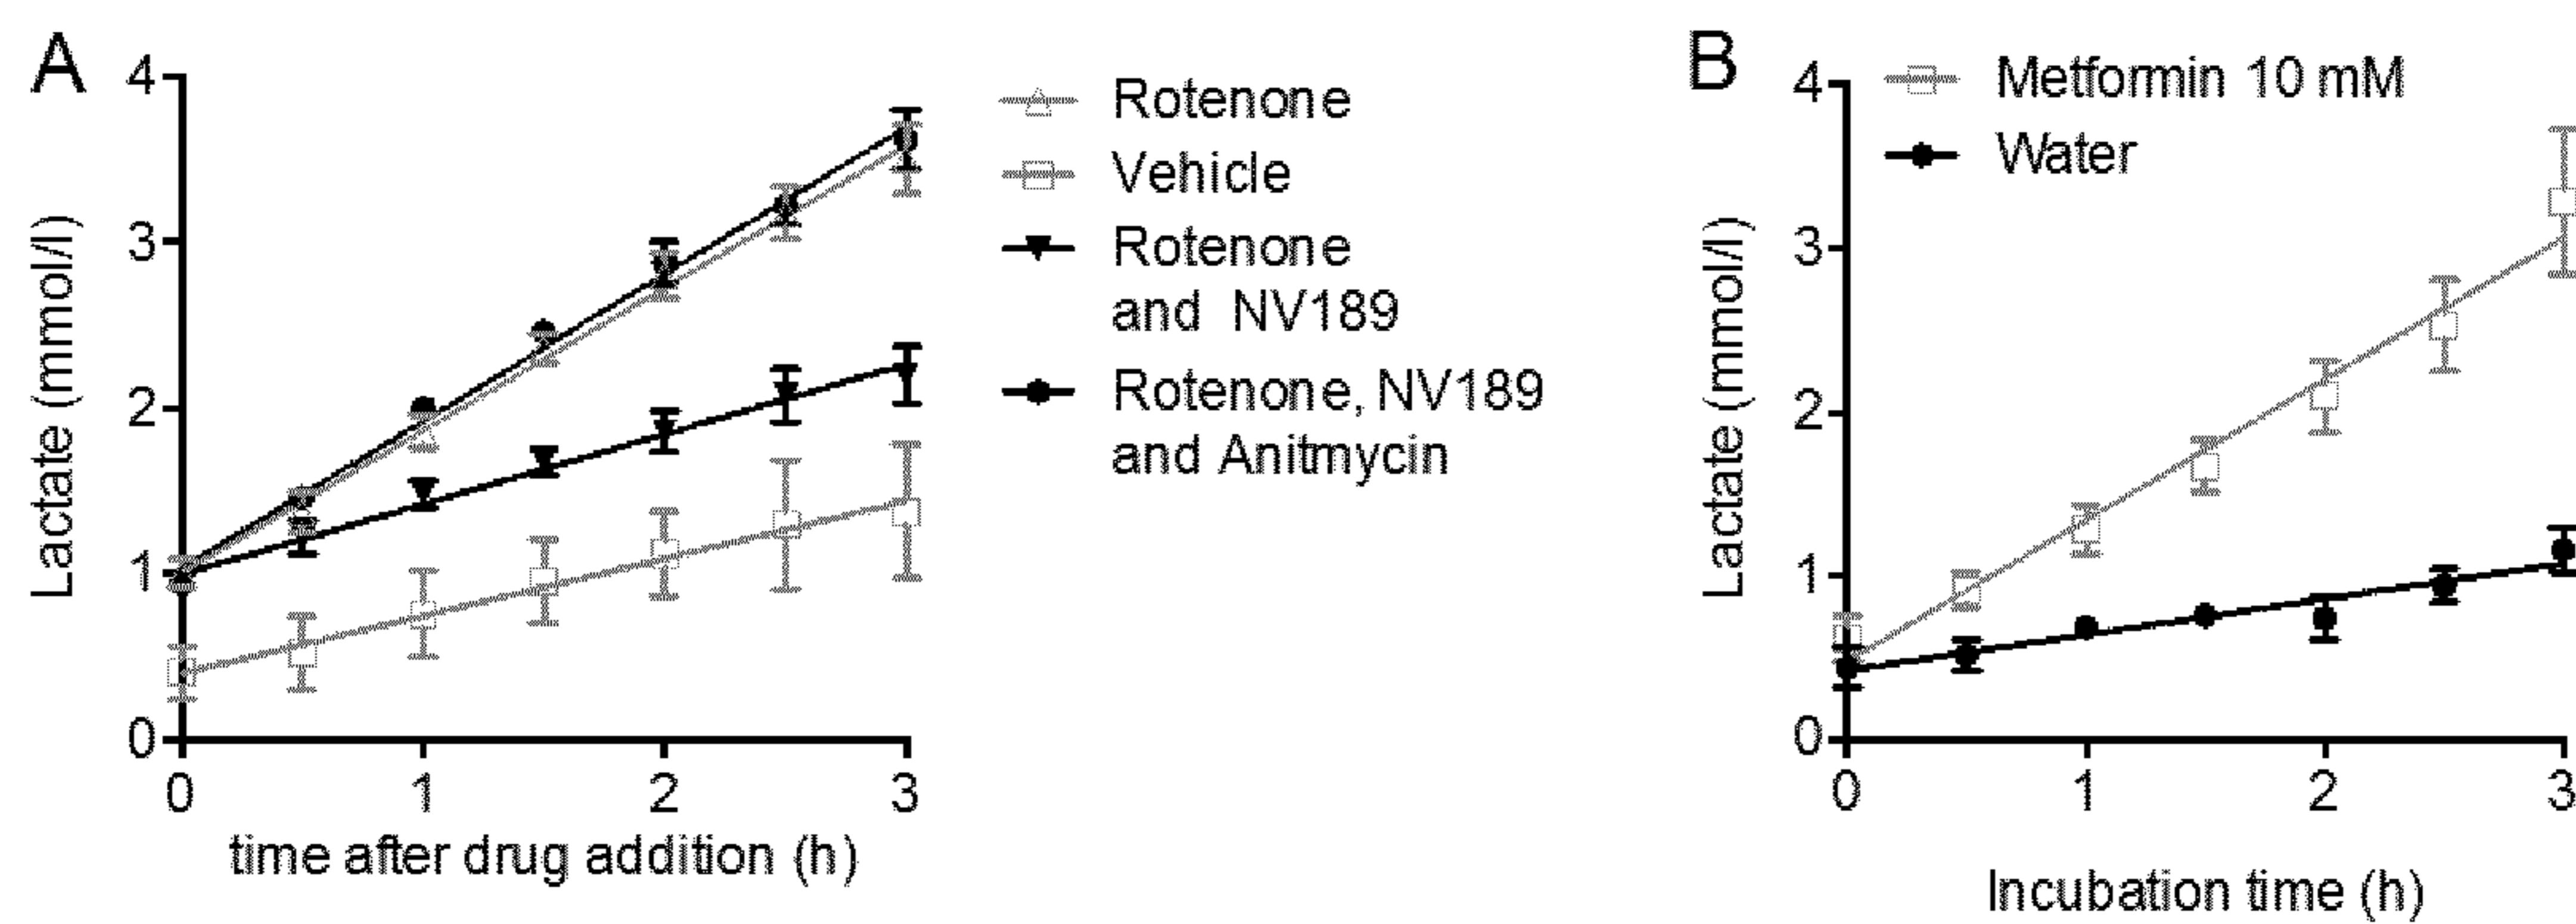 A
4
3
2
1
0
Lactate (mmol/l)
0 1 2 3
time after drug addition (h)
Rotenone
Vehicle
Rotenone
and NV189
Rotenone, NV189
and Anitmycin
B
4
3
2
1
0
Lactate (mmol/l)
Metformin 10 mM
Water
0 1 2 3
Incubation time (h)